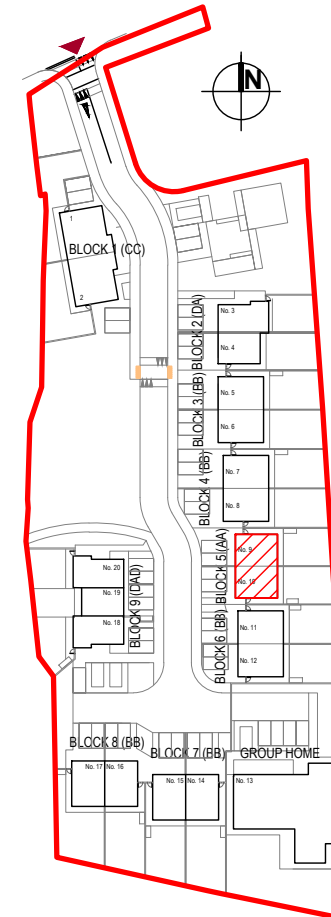 N
1
BLOCK 1 (CC)
2
BLOCK 2 (DA)
No. 3
No. 4
BLOCK 3 (BB)
No. 5
No. 6
BLOCK 4 (BB)
No. 7
No. 8
BLOCK 5 (AA)
No. 9
No. 10
BLOCK 6 (BB)
No. 11
No. 12
No. 20
No. 19
No. 18
BLOCK 9 (DAD)
BLOCK 8 (BB)
BLOCK 7 (BB)
GROUP HOME
No. 17
No. 16
No. 15
No. 14
No. 13